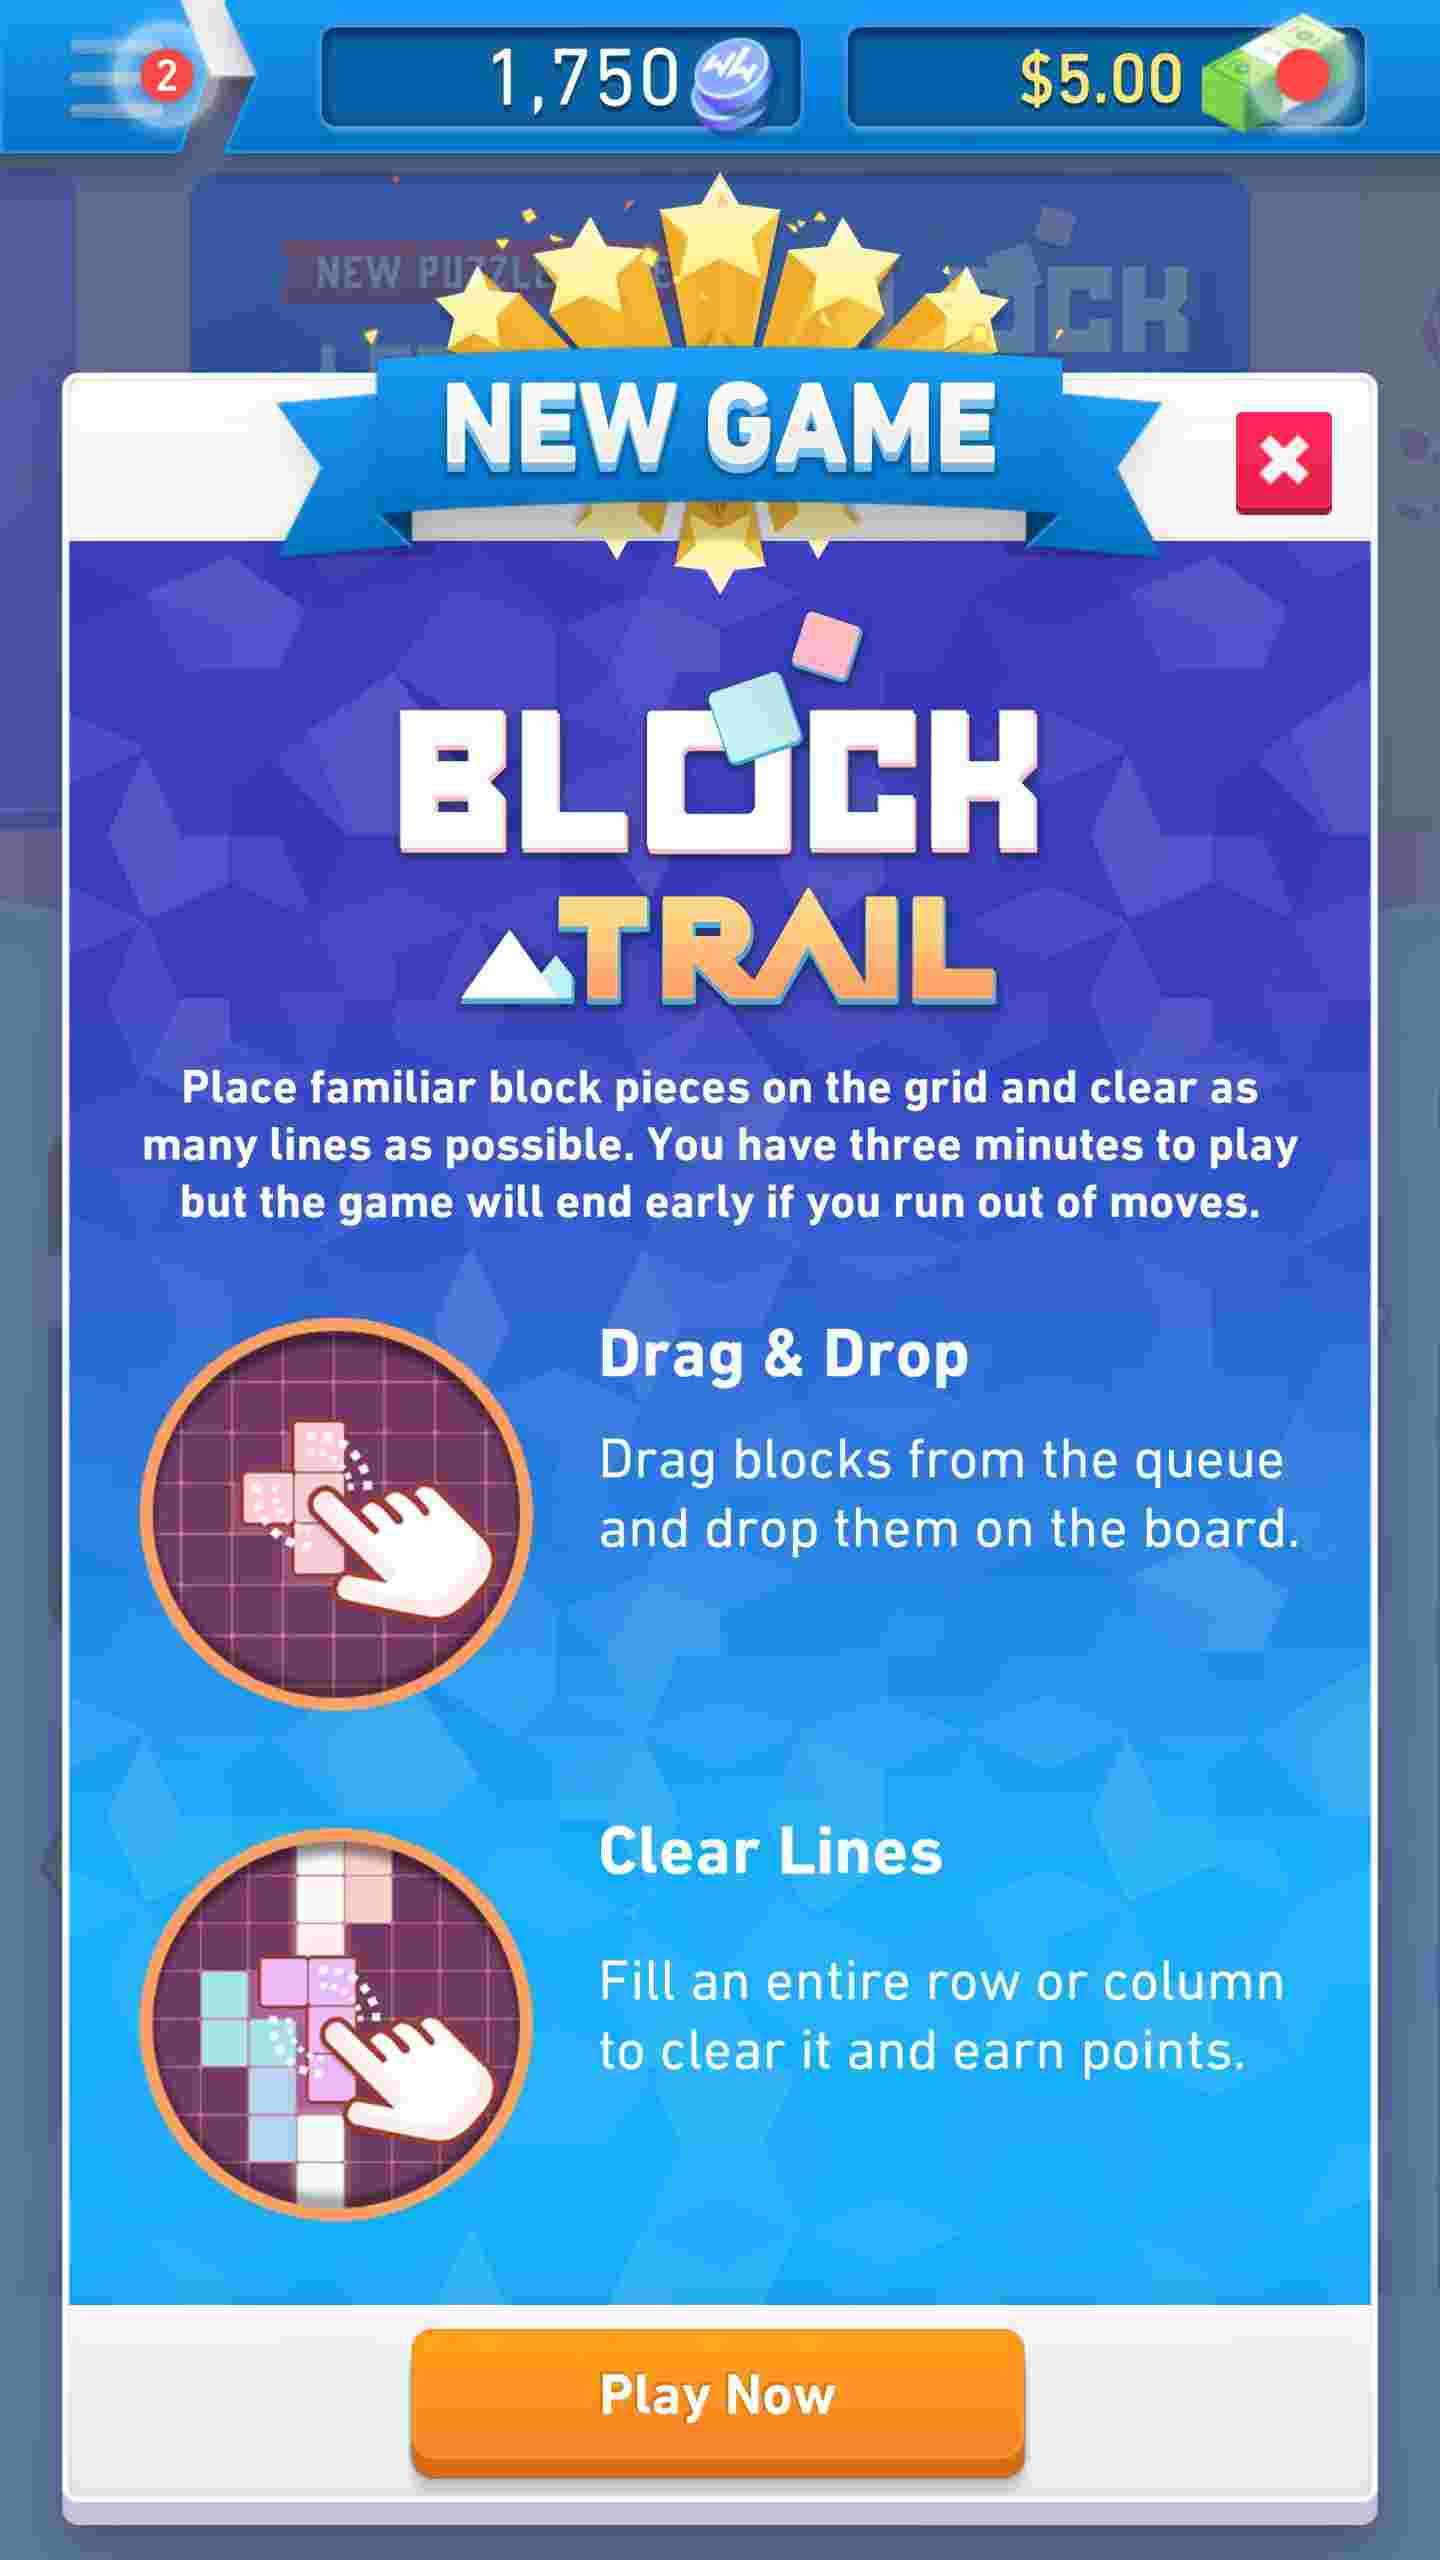 2
1,750
$5.00
NEW PUZZLE
CK
NEW GAME
BLOCK
TRAIL
Place familiar block pieces on the grid and clear as
many lines as possible. You have three minutes to play
but the game will end early if you run out of moves.
Drag & Drop
Drag blocks from the queue
and drop them on the board.
Clear Lines
Fill an entire row or column
to clear it and earn points.
Play Now